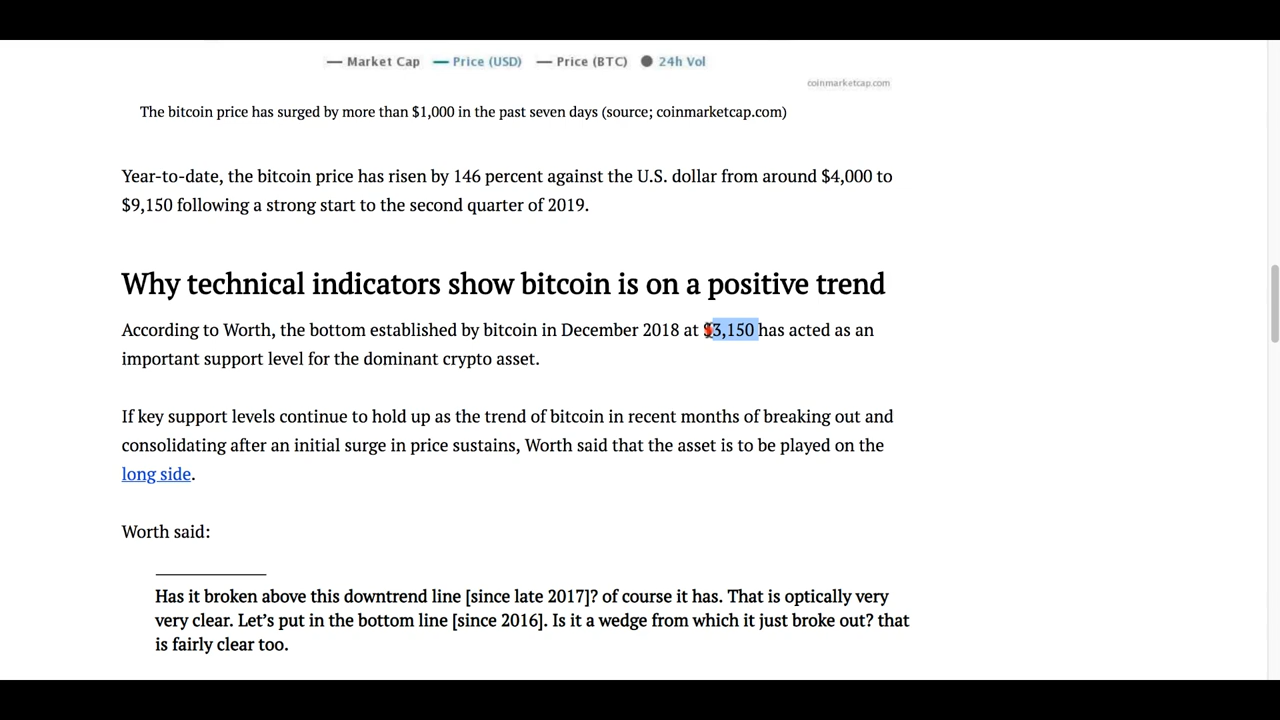 Market Cap Price (USD) Price (BTC) 24h Vol
coinmarketcap.com
The bitcoin price has surged by more than $1,000 in the past seven days (source; coinmarketcap.com)
Year-to-date, the bitcoin price has risen by 146 percent against the U.S. dollar from around $4,000 to
$9,150 following a strong start to the second quarter of 2019.
Why technical indicators show bitcoin is on a positive trend
According to Worth, the bottom established by bitcoin in December 2018 at $3,150 has acted as an
important support level for the dominant crypto asset.
If key support levels continue to hold up as the trend of bitcoin in recent months of breaking out and
consolidating after an initial surge in price sustains, Worth said that the asset is to be played on the
long side.
Worth said:
Has it broken above this downtrend line [since late 2017]? of course it has. That is optically very
very clear. Let’s put in the bottom line [since 2016]. Is it a wedge from which it just broke out? that
is fairly clear too.